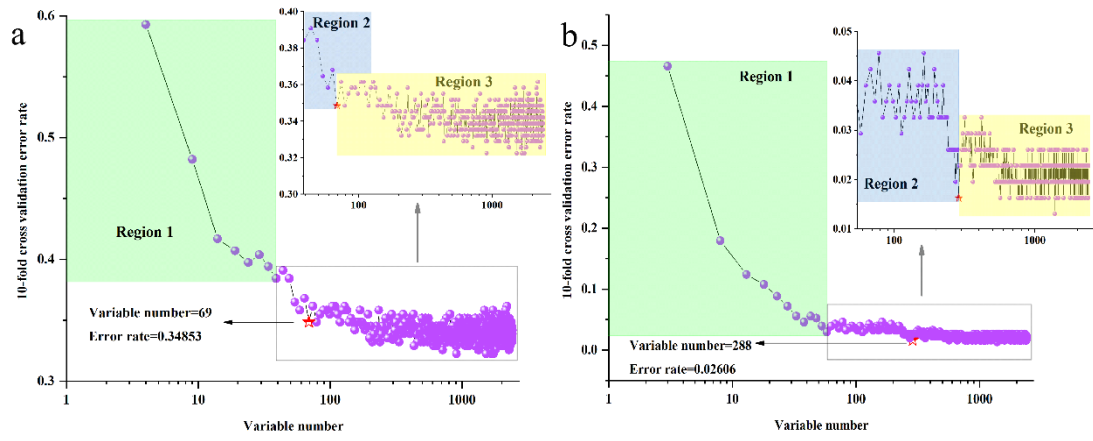 a
10-fold cross validation error rate
0.6
0.5
0.4
0.3
1
10
100
1000
Variable number
Region 1
Variable number=69
Error rate=0.34853
0.40
0.38
0.36
0.34
0.32
0.30
100
1000
Region 2
Region 3
b
10-fold cross validation error rate
0.5
0.4
0.3
0.2
0.1
0.0
1
10
100
1000
Variable number
Region 1
Variable number=288
Error rate=0.02606
0.05
0.04
0.03
0.02
0.01
100
1000
Region 2
Region 3